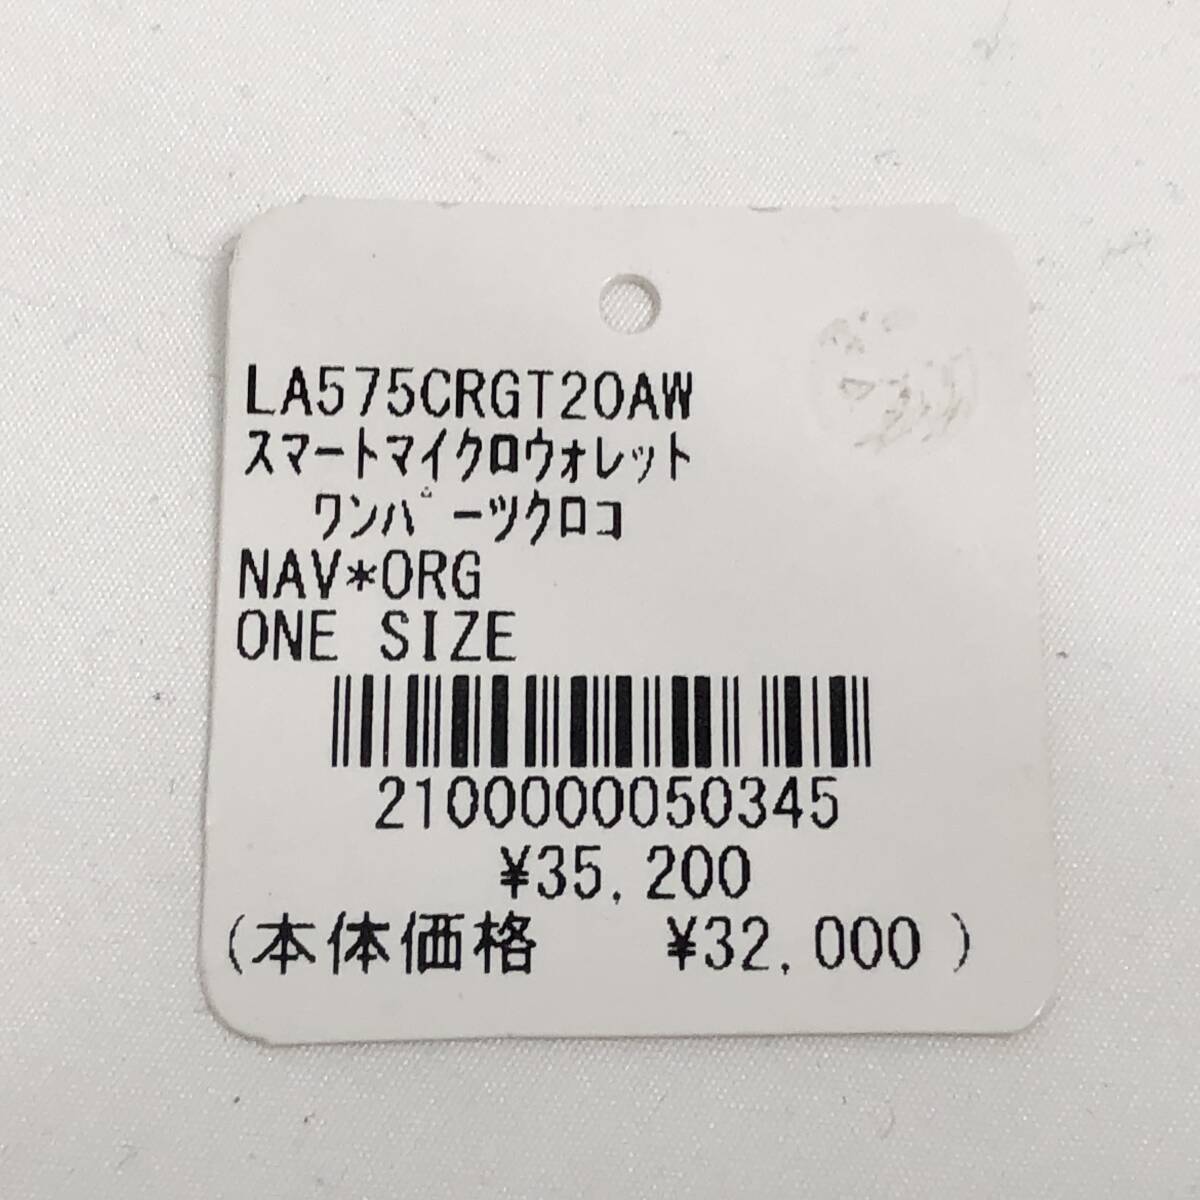 LA575CRGT20AW
スマートマイクロウォレット
ワンパーツクロコ
NAV*ORG
ONE SIZE
2100000050345
¥35,200
(本体価格 ¥32,000 )